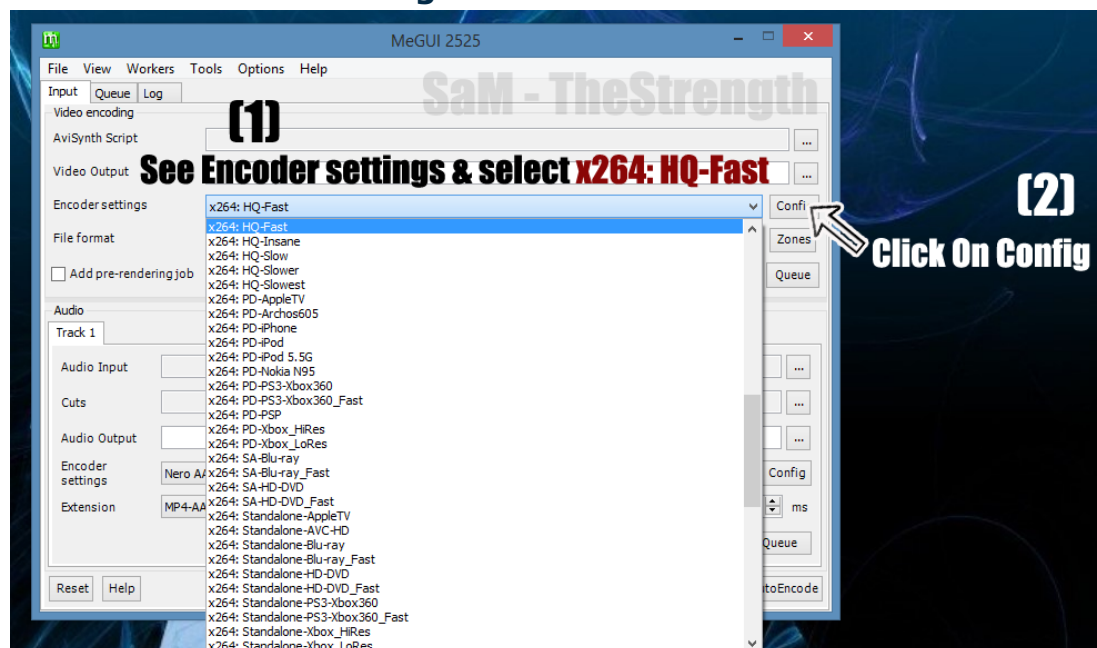 MeGUI 2525
File View Workers Tools Options Help
SaM - TheStrength
Input Queue Log
Video encoding
(1)
AviSynth Script
...
Video Output
See Encoder settings & select x264: HQ-Fast
...
(2)
Encoder settings
x264: HQ-Fast
Confi
Click On Config
File format
Zones
Add pre-rendering job
Queue
x264: HQ-Fast
x264: HQ-Insane
x264: HQ-Slow
x264: HQ-Slower
x264: HQ-Slowest
x264: PD-AppleTV
x264: PD-Archos605
x264: PD-iPhone
x264: PD-iPod
x264: PD-iPod 5.5G
x264: PD-Nokia N95
x264: PD-PS3-Xbox360
x264: PD-PS3-Xbox360_Fast
x264: PD-PSP
x264: PD-Xbox_HiRes
x264: PD-Xbox_LoRes
x264: SA-Blu-ray
x264: SA-Blu-ray_Fast
x264: SA-HD-DVD
x264: SA-HD-DVD_Fast
x264: Standalone-AppleTV
x264: Standalone-AVC-HD
x264: Standalone-Blu-ray
x264: Standalone-Blu-ray_Fast
x264: Standalone-HD-DVD
x264: Standalone-HD-DVD_Fast
x264: Standalone-PS3-Xbox360
x264: Standalone-PS3-Xbox360_Fast
x264: Standalone-Xbox_HiRes
x264: Standalone-Xbox_LoRes
Audio
Track 1
Audio Input
...
Cuts
...
Audio Output
...
Encoder
settings
Nero AA
Config
Extension
MP4-AA
ms
Queue
Reset Help
toEncode